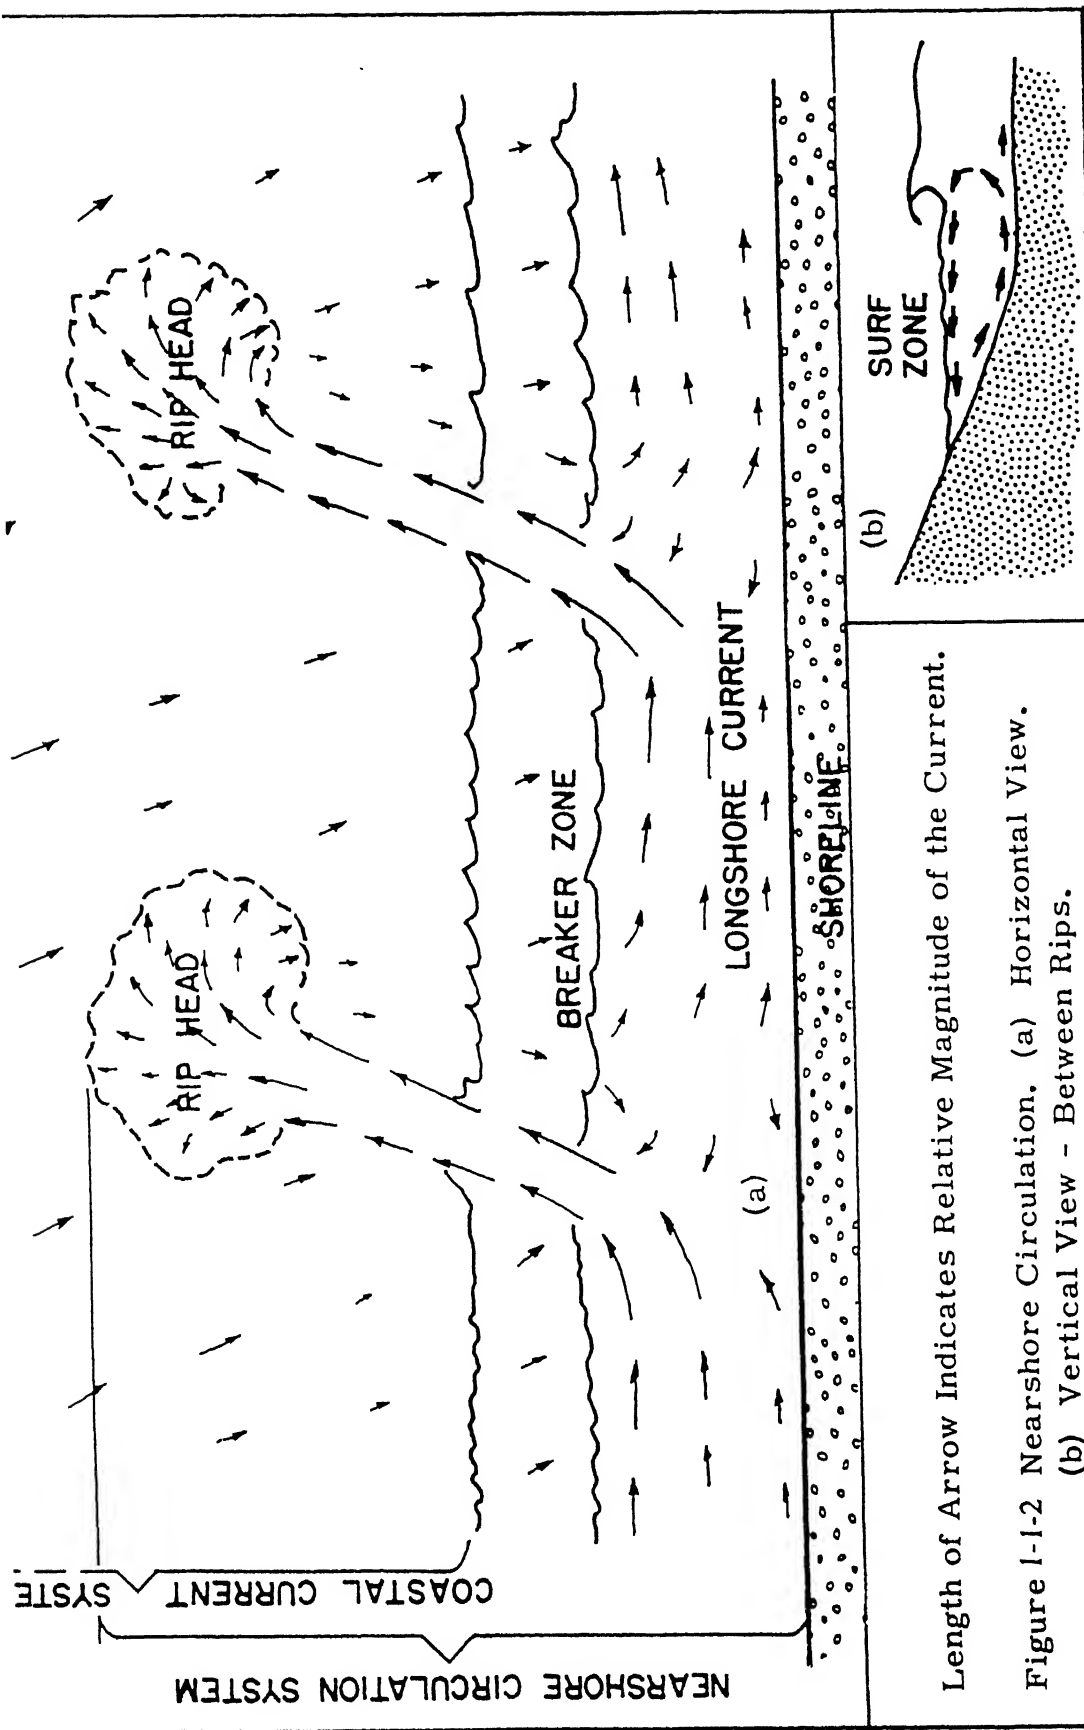 COASTAL CURRENT SYSTE
NEARSHORE CIRCULATION SYSTEM
RIP HEAD
RIP HEAD
BREAKER ZONE
LONGSHORE CURRENT
(a)
SHORELINE
(b)
SURF
ZONE
Length of Arrow Indicates Relative Magnitude of the Current.
Figure 1-1-2 Nearshore Circulation. (a) Horizontal View.
(b) Vertical View - Between Rips.